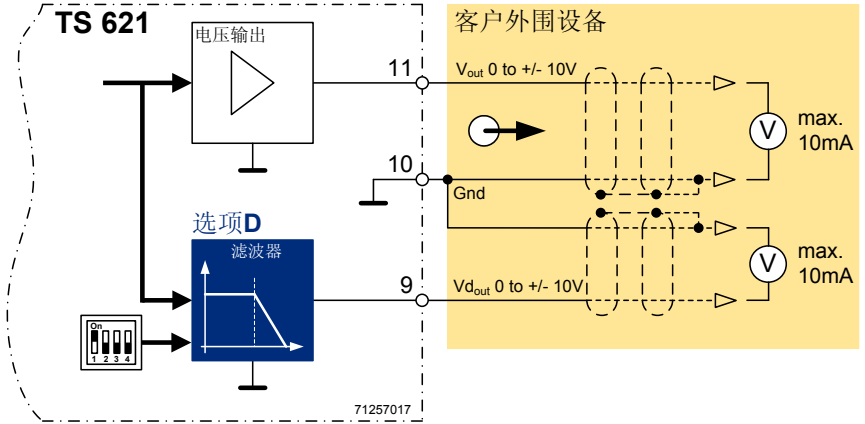 TS 621
电压输出
11
10
选项D
滤波器
9
On
1 2 3 4
71257017
客户外围设备
Vout 0 to +/- 10V
V
max.
10mA
Gnd
V
max.
10mA
Vdout 0 to +/- 10V